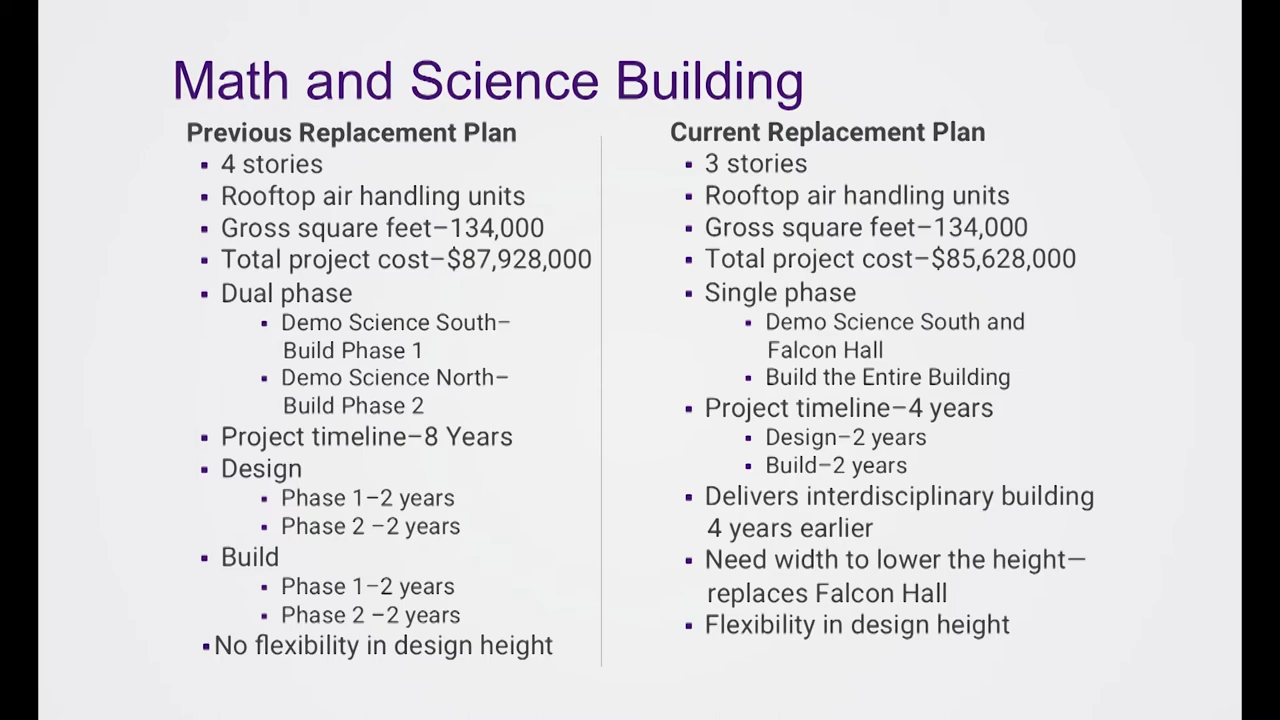 Math and Science Building
Previous Replacement Plan
▪ 4 stories
▪ Rooftop air handling units
▪ Gross square feet–134,000
▪ Total project cost–$87,928,000
▪ Dual phase
▪ Demo Science South–
Build Phase 1
▪ Demo Science North–
Build Phase 2
▪ Project timeline–8 Years
▪ Design
▪ Phase 1–2 years
▪ Phase 2 –2 years
▪ Build
▪ Phase 1–2 years
▪ Phase 2 –2 years
▪No flexibility in design height
Current Replacement Plan
▪ 3 stories
▪ Rooftop air handling units
▪ Gross square feet–134,000
▪ Total project cost–$85,628,000
▪ Single phase
▪ Demo Science South and
Falcon Hall
▪ Build the Entire Building
▪ Project timeline–4 years
▪ Design–2 years
▪ Build–2 years
▪ Delivers interdisciplinary building
4 years earlier
▪ Need width to lower the height—
replaces Falcon Hall
▪ Flexibility in design height